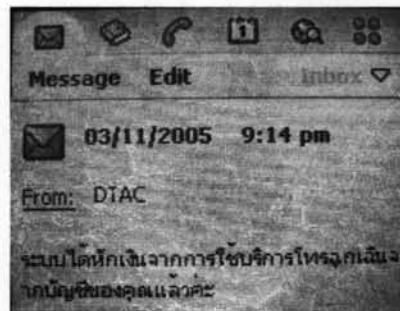 1
Message Edit Inbox
03/11/2005 9:14 pm
From: DTAC
ระบบได้หักเงินจากการใช้บริการโทรฉุกเฉินจ
ากบัญชีของคุณแล้วค่ะ